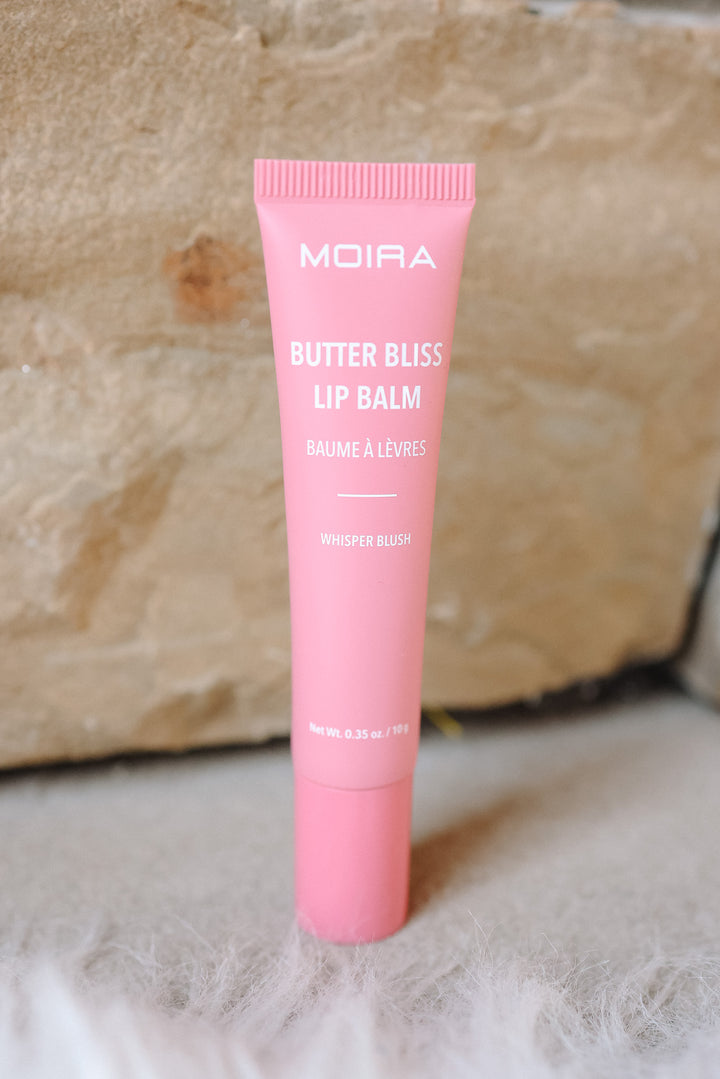 MOIRA
BUTTER BLISS
LIP BALM
BAUME À LÈVRES
WHISPER BLUSH
Net Wt. 0.35 oz. / 10 g